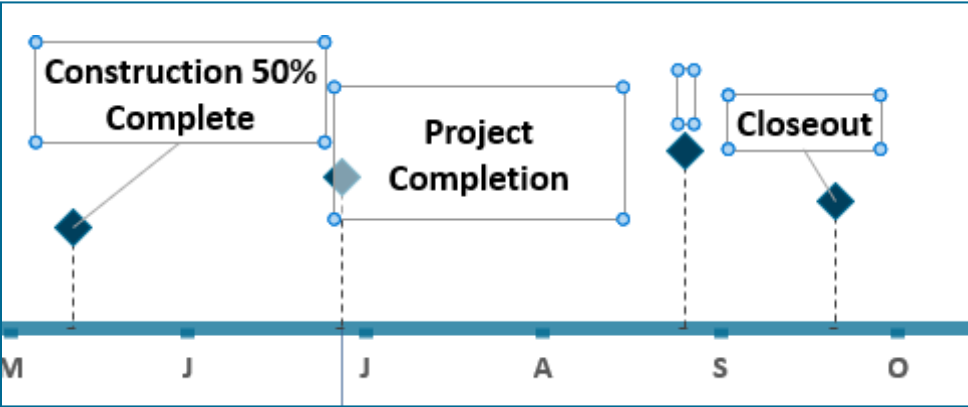 Construction 50%
Complete
Project
Completion
Closeout
M J J A S O